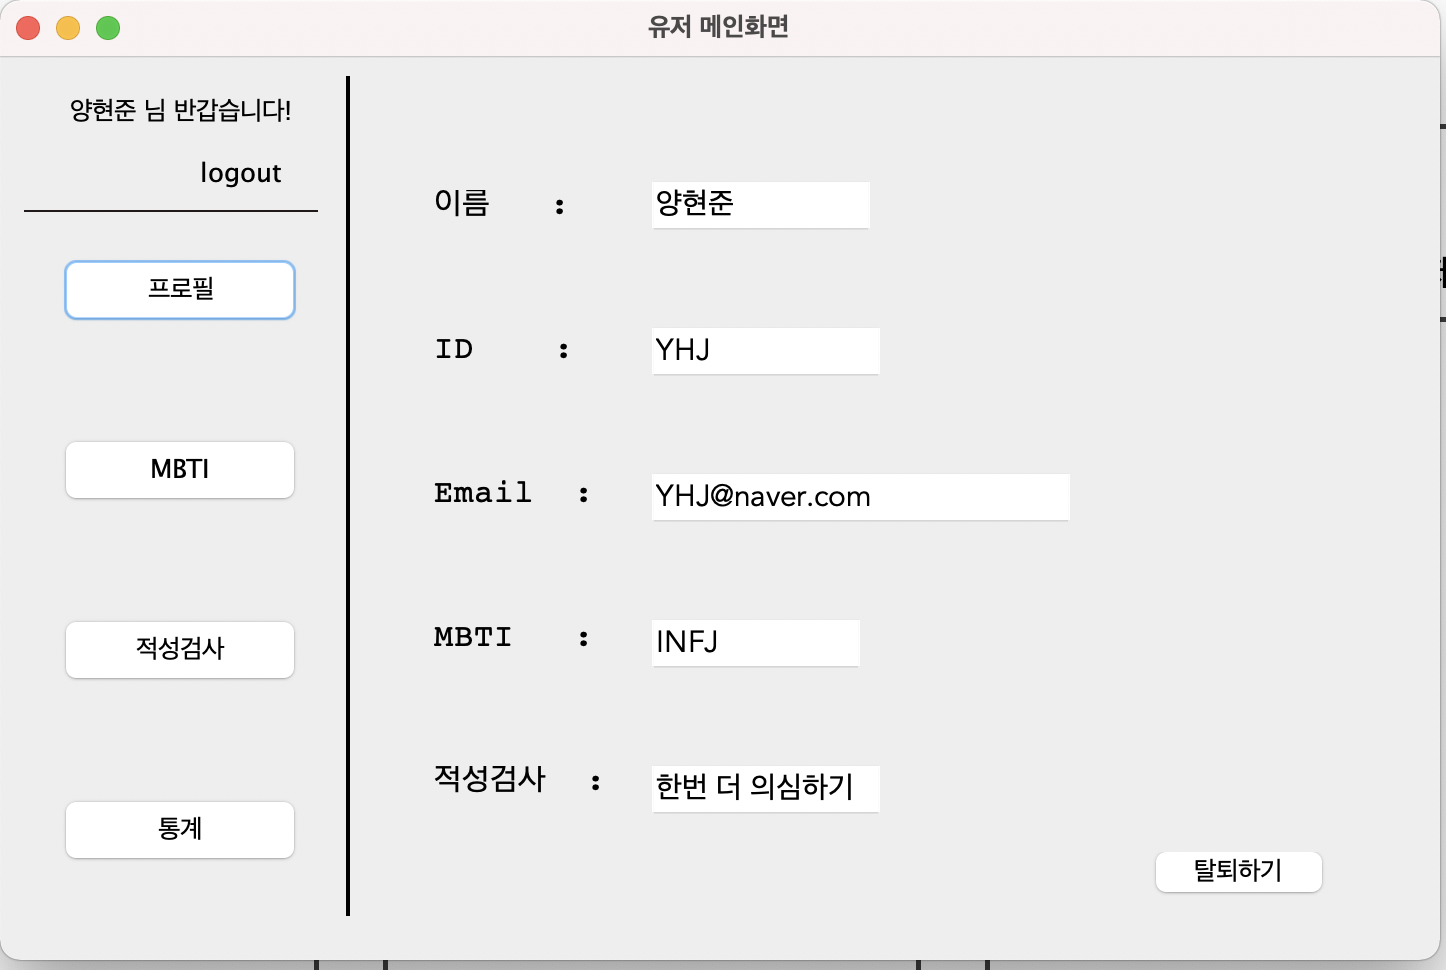 유저 메인화면
양현준 님 반갑습니다!
logout
프로필
MBTI
적성검사
통계
이름 : 양현준
ID : YHJ
Email : YHJ@naver.com
MBTI : INFJ
적성검사 : 한번 더 의심하기
탈퇴하기